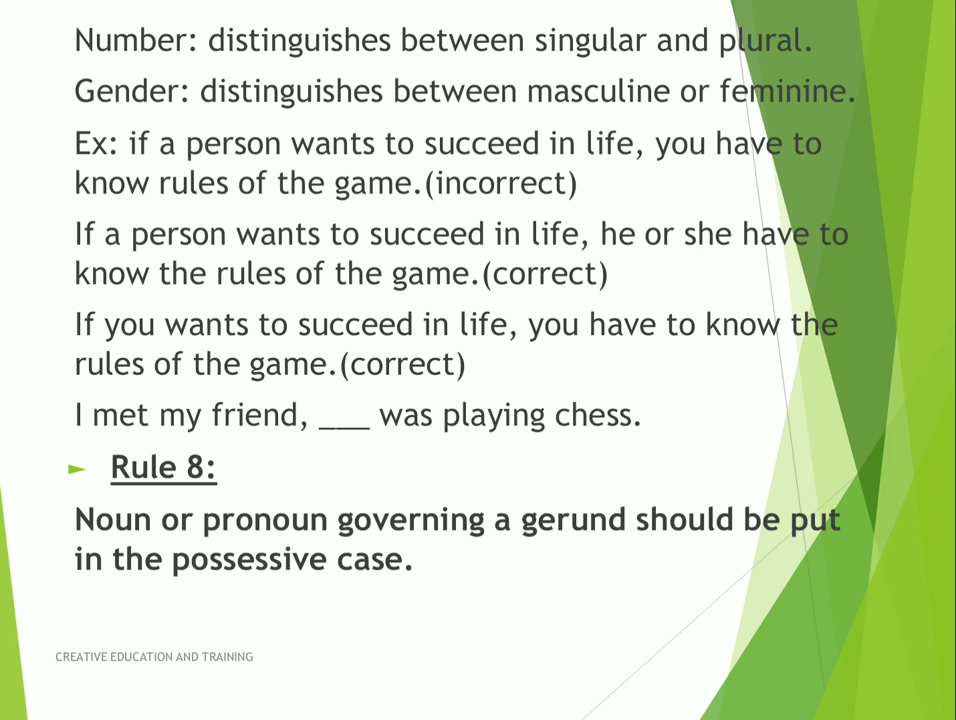 Number: distinguishes between singular and plural.
Gender: distinguishes between masculine or feminine.
Ex: if a person wants to succeed in life, you have to
know rules of the game.(incorrect)
If a person wants to succeed in life, he or she have to
know the rules of the game.(correct)
If you wants to succeed in life, you have to know the
rules of the game.(correct)
I met my friend, ___ was playing chess.
► Rule 8:
Noun or pronoun governing a gerund should be put
in the possessive case.
CREATIVE EDUCATION AND TRAINING